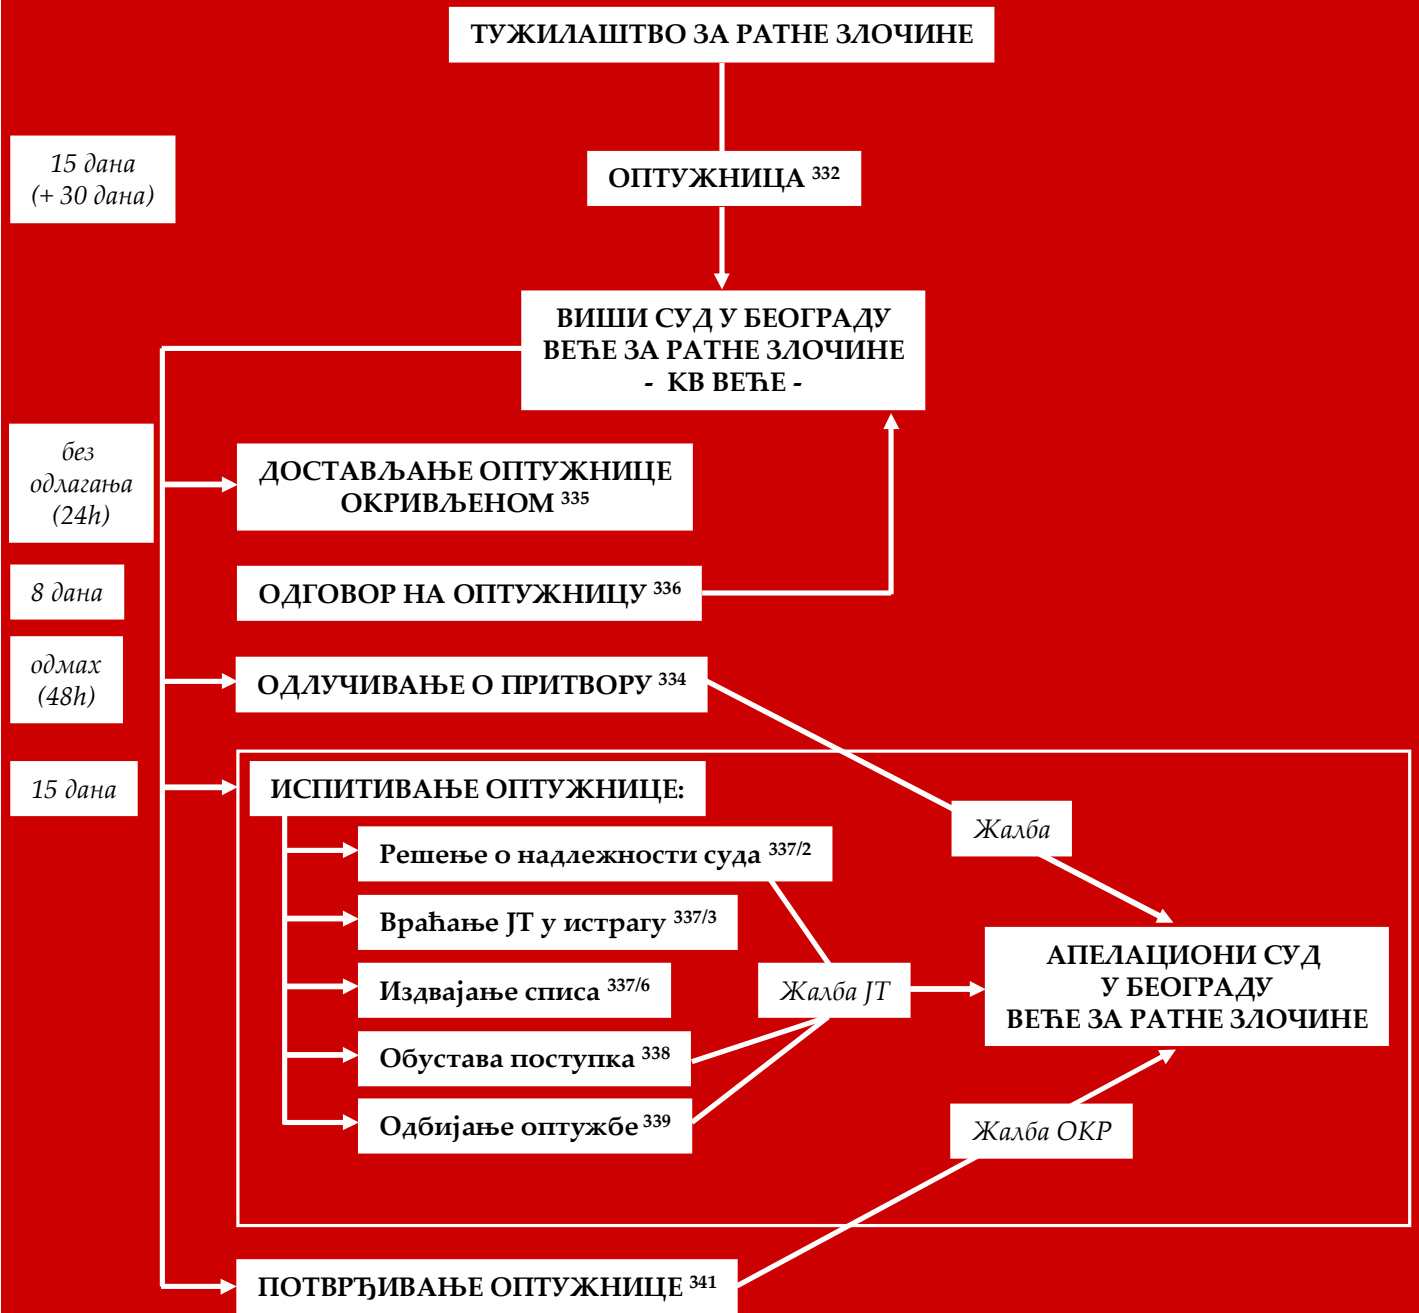 ТУЖИЛАШТВО ЗА РАТНЕ ЗЛОЧИНЕ
15 дана
(+ 30 дана)
ОПТУЖНИЦА 332
ВИШИ СУД У БЕОГРАДУ
ВЕЋЕ ЗА РАТНЕ ЗЛОЧИНЕ
- КВ ВЕЋЕ -
без
одлагања
(24h)
ДОСТАВЉАЊЕ ОПТУЖНИЦЕ
ОКРИВЉЕНОМ 335
8 дана
ОДГОВОР НА ОПТУЖНИЦУ 336
одмах
(48h)
ОДЛУЧИВАЊЕ О ПРИТВОРУ 334
15 дана
ИСПИТИВАЊЕ ОПТУЖНИЦЕ:
Жалба
Решење о надлежности суда 337/2
Враћање ЈТ у истрагу 337/3
Издвајање списа 337/6
Жалба ЈТ
АПЕЛАЦИОНИ СУД
У БЕОГРАДУ
ВЕЋЕ ЗА РАТНЕ ЗЛОЧИНЕ
Обустава поступка 338
Одбијање оптужбе 339
Жалба ОКР
ПОТВРЂИВАЊЕ ОПТУЖНИЦЕ 341